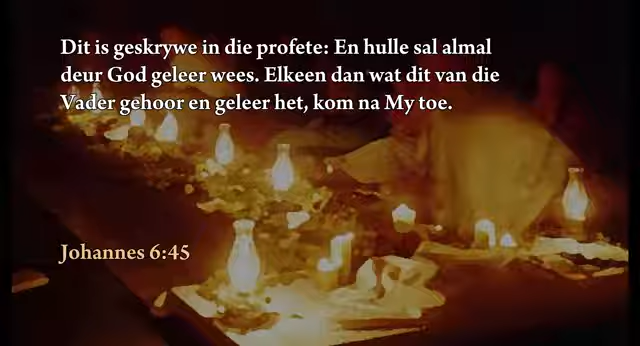 Dit is geskrywe in die profete: En hulle sal almal
deur God geleer wees. Elkeen dan wat dit van die
Vader gehoor en geleer het, kom na My toe.
Johannes 6:45